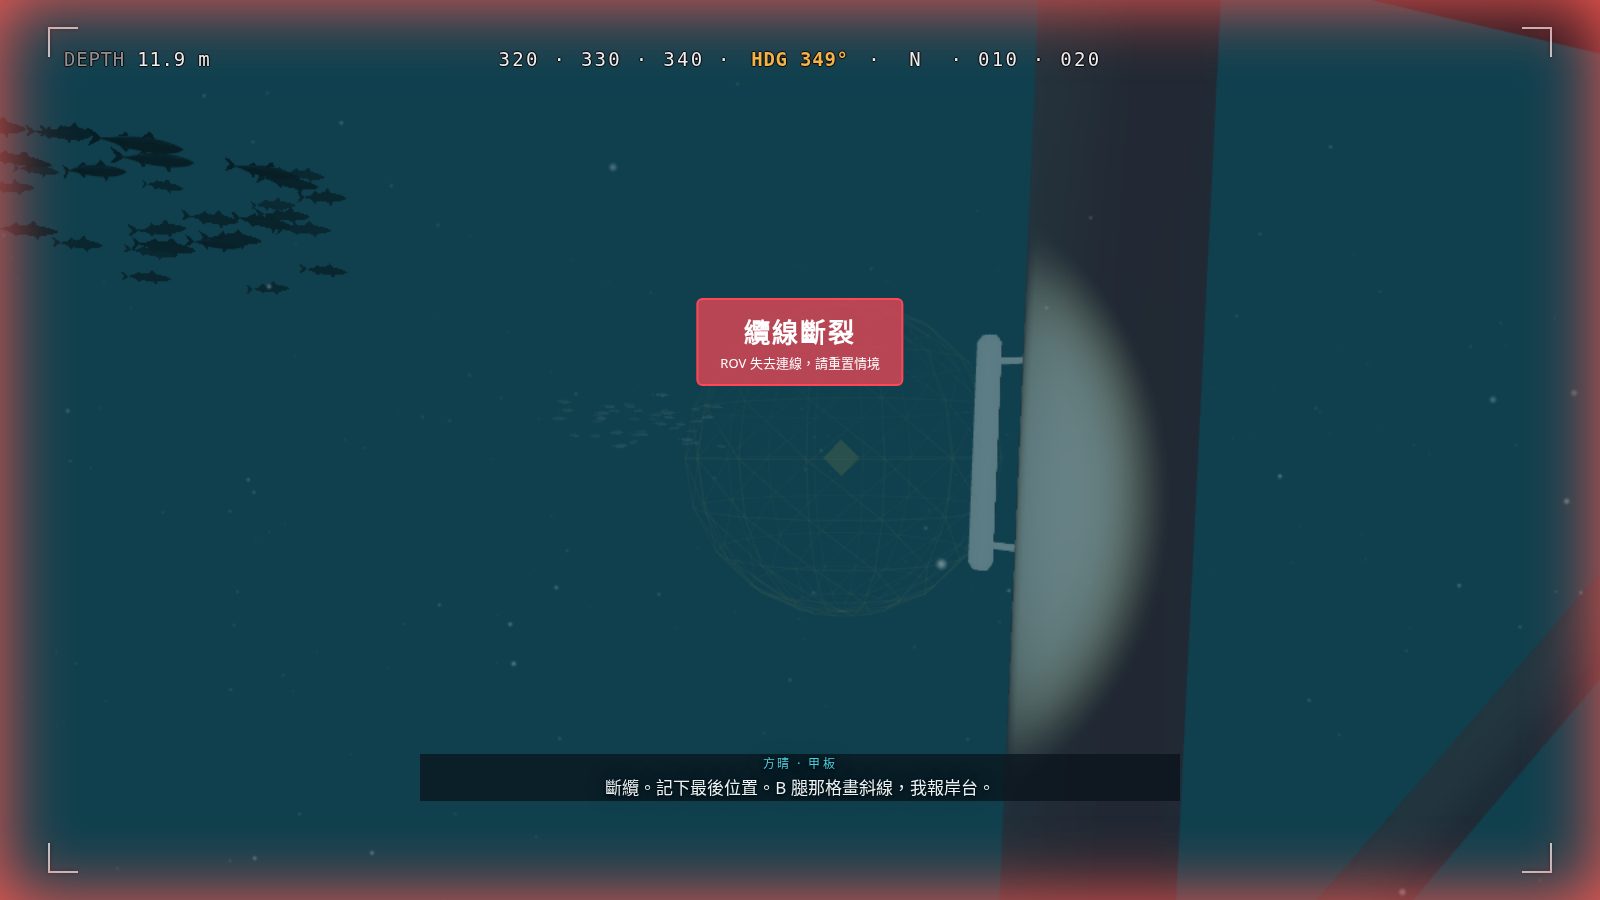 DEPTH 11.9 m
320 · 330 · 340 · HDG 349° · N · 010 · 020
纜線斷裂
ROV 失去連線，請重置情境
方晴 · 甲板
斷纜。記下最後位置。B 腿那格畫斜線，我報岸台。